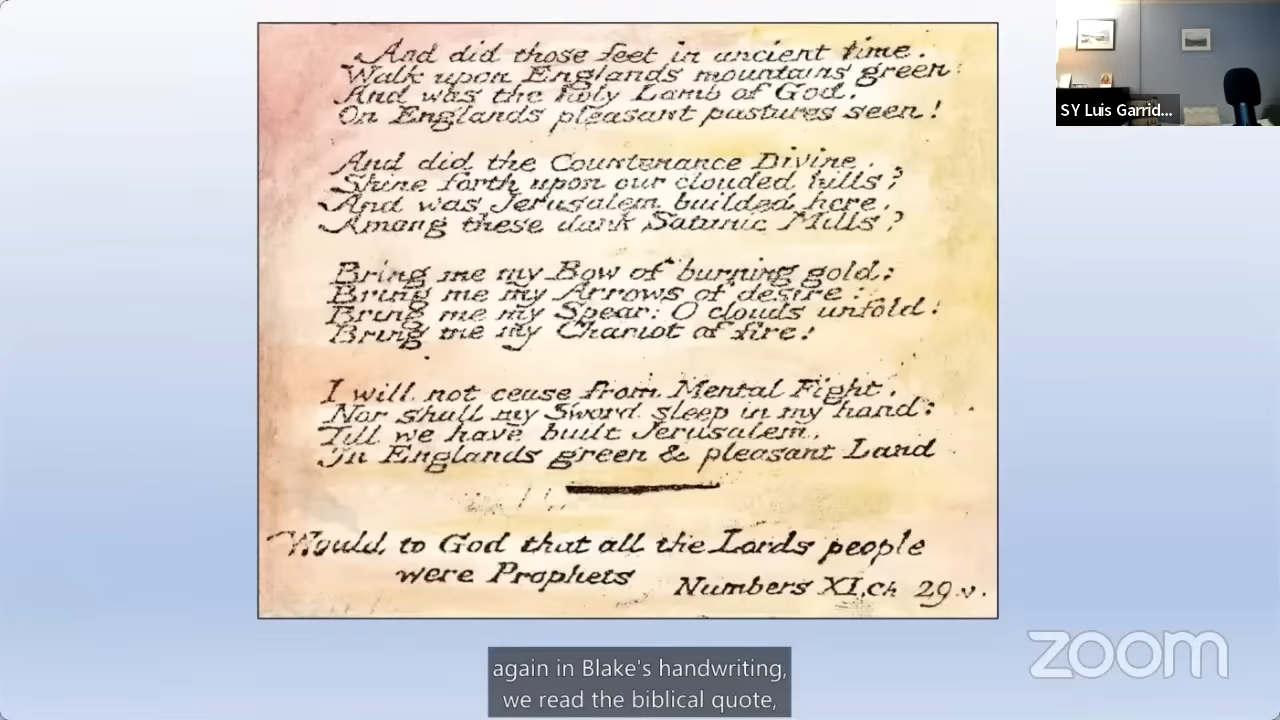 And did those feet in ancient time.
Walk upon Englands mountains green:
And was the holy Lamb of God.
On Englands pleasant pastures seen!
And did the Countenance Divine.
Shine forth upon our clouded hills?
And was Jerusalem builded here.
Among these dark Satanic Mills?
Bring me my Bow of burning gold:
Bring me my Arrows of desire:
Bring me my Spear: O clouds unfold!
Bring me my Chariot of fire!
I will not cease from Mental Fight.
Nor shall my Sword sleep in my hand:
Till we have built Jerusalem.
In Englands green & pleasant Land
Would to God that all the Lords people
were Prophets Numbers XI.ch 29.v.
SY Luis Garrid...
again in Blake's handwriting,
we read the biblical quote,
zoom